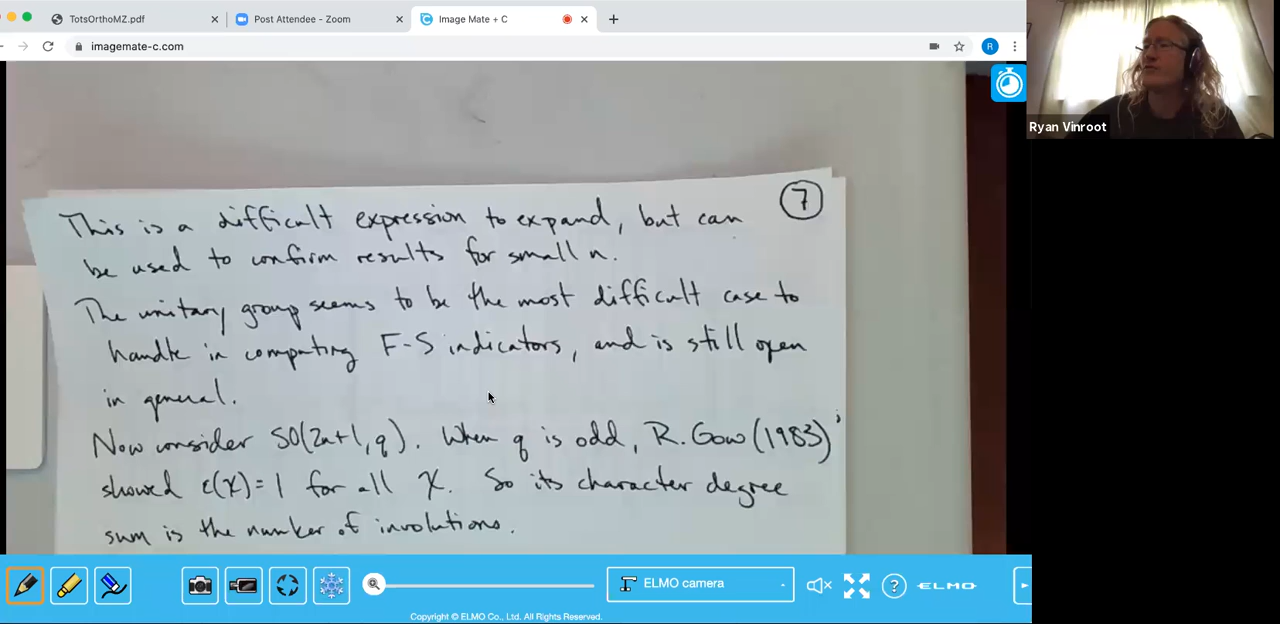 TotsOrthoMZ.pdf
Post Attendee - Zoom
Image Mate + C
imagemate-c.com
R
Ryan Vinroot
7
This is a difficult expression to expand, but can
be used to confirm results for small n.
The unitary group seems to be the most difficult case to
handle in computing F-S indicators, and is still open
in general.
Now consider SO(2n+1,q). When q is odd, R. Gow (1983)
showed ε(χ)=1 for all χ. So its character degree
sum is the number of involutions.
ELMO camera
?
ELMO
Copyright © ELMO Co., Ltd. All Rights Reserved.